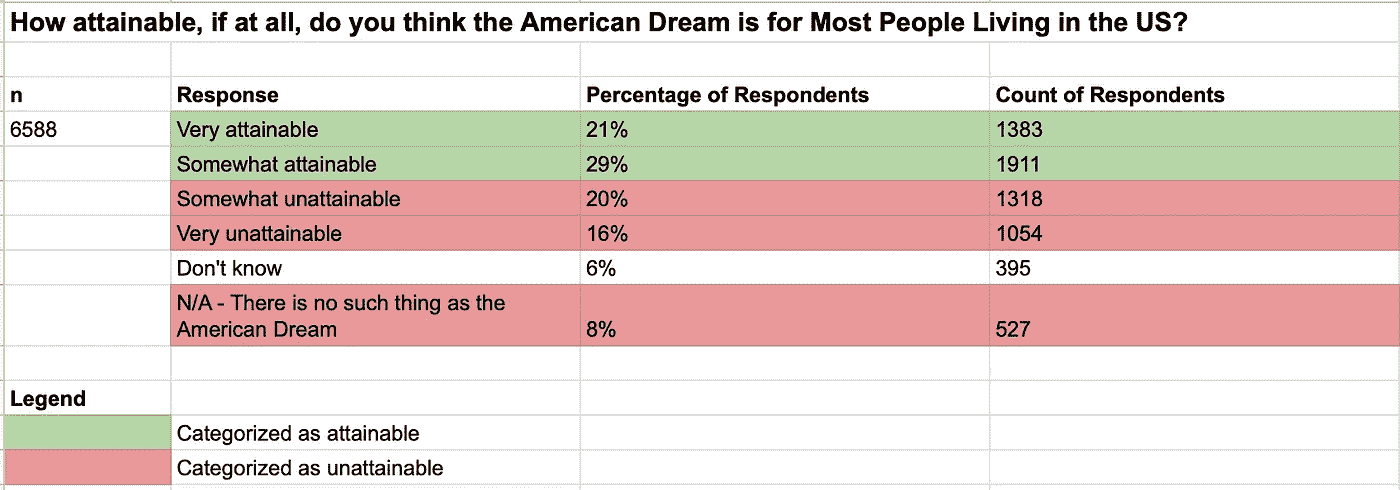 How attainable, if at all, do you think the American Dream is for Most People Living in the US?
n Response Percentage of Respondents Count of Respondents
6588 Very attainable 21% 1383
Somewhat attainable 29% 1911
Somewhat unattainable 20% 1318
Very unattainable 16% 1054
Don't know 6% 395
N/A - There is no such thing as the
American Dream 8% 527
Legend
Categorized as attainable
Categorized as unattainable